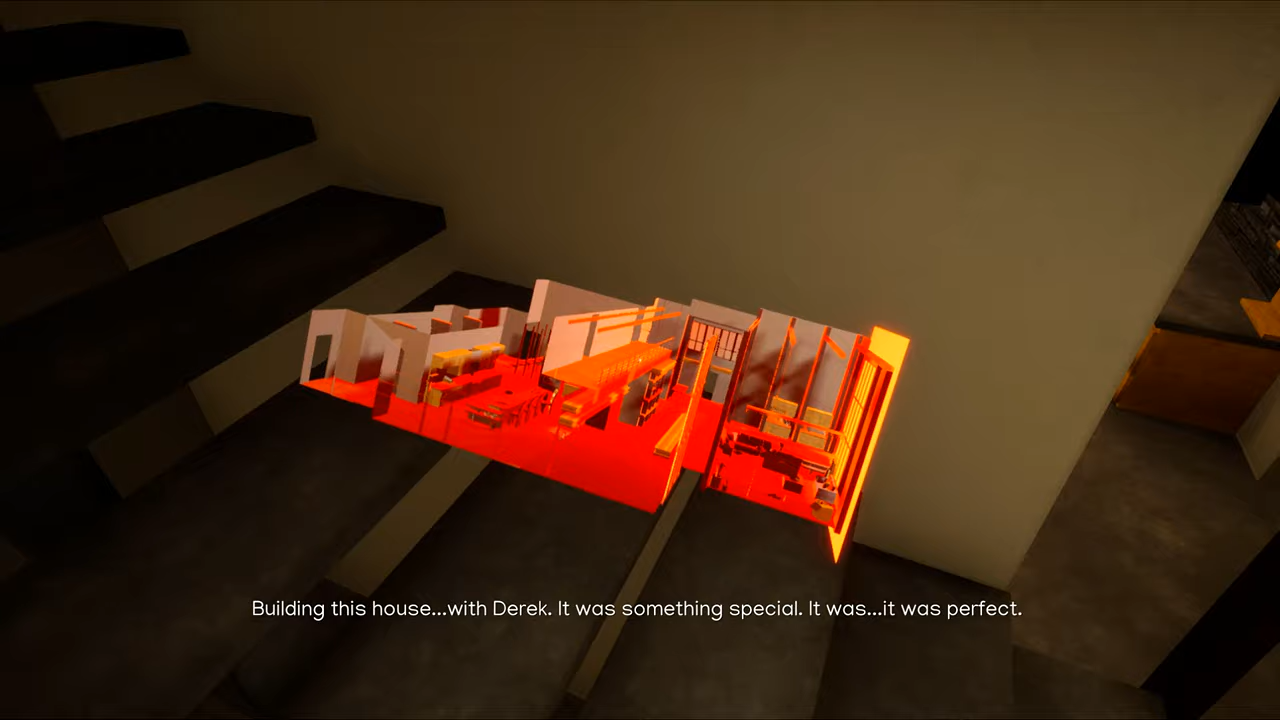 Building this house...with Derek. It was something special. It was...it was perfect.